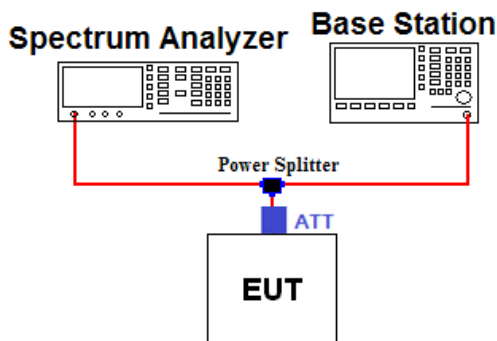 Spectrum Analyzer
Base Station
Power Splitter
ATT
EUT